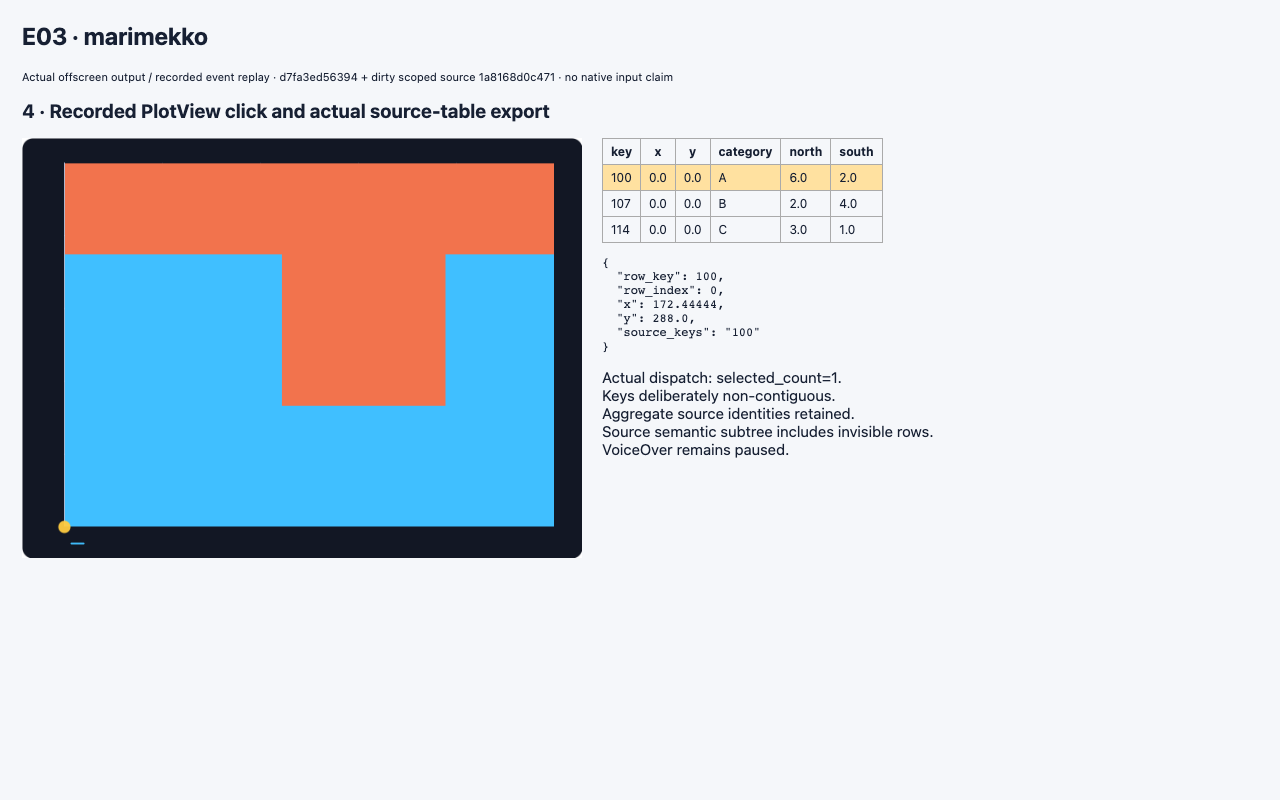 E03 · marimekko
Actual offscreen output / recorded event replay · d7fa3ed56394 + dirty scoped source 1a8168d0c471 · no native input claim
4 · Recorded PlotView click and actual source-table export
key x y category north south
100 0.0 0.0 A 6.0 2.0
107 0.0 0.0 B 2.0 4.0
114 0.0 0.0 C 3.0 1.0
{
"row_key": 100,
"row_index": 0,
"x": 172.44444,
"y": 288.0,
"source_keys": "100"
}
Actual dispatch: selected_count=1.
Keys deliberately non-contiguous.
Aggregate source identities retained.
Source semantic subtree includes invisible rows.
VoiceOver remains paused.